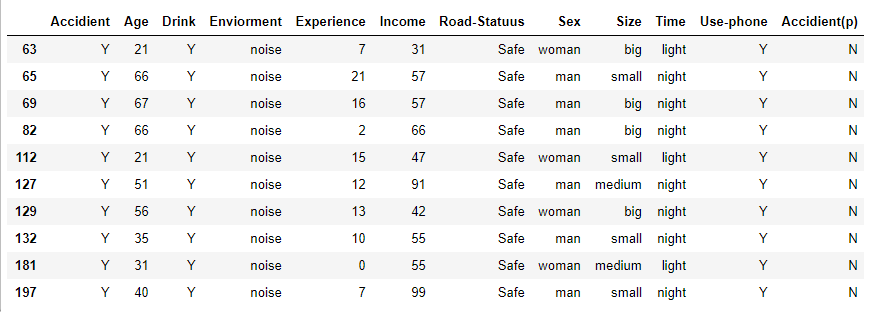 Accidient Age Drink Enviorment Experience Income Road-Statuus Sex Size Time Use-phone Accidient(p)
63 Y 21 Y noise 7 31 Safe woman big light Y N
65 Y 66 Y noise 21 57 Safe man small night Y N
69 Y 67 Y noise 16 57 Safe man big night Y N
82 Y 66 Y noise 2 66 Safe man big night Y N
112 Y 21 Y noise 15 47 Safe woman small light Y N
127 Y 51 Y noise 12 91 Safe man medium night Y N
129 Y 56 Y noise 13 42 Safe woman big night Y N
132 Y 35 Y noise 10 55 Safe man small night Y N
181 Y 31 Y noise 0 55 Safe woman medium light Y N
197 Y 40 Y noise 7 99 Safe man small night Y N